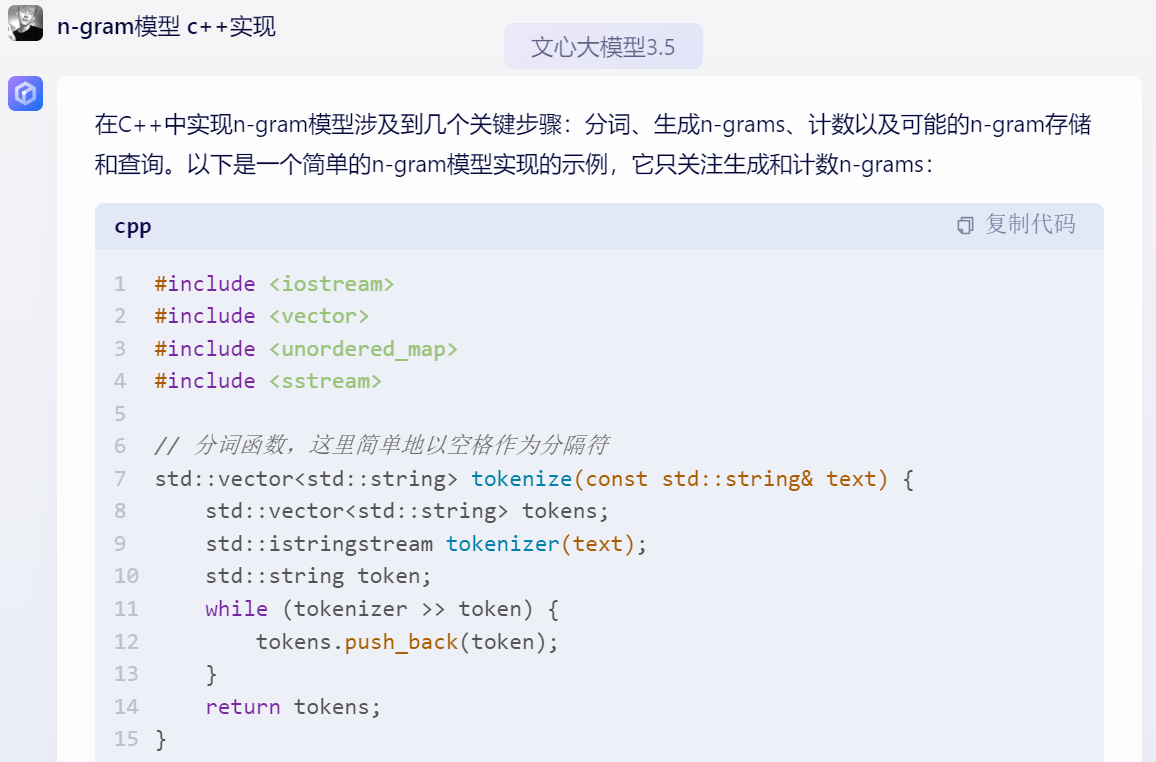 n-gram模型 c++实现
文心大模型3.5
在C++中实现n-gram模型涉及到几个关键步骤：分词、生成n-grams、计数以及可能的n-gram存储
和查询。以下是一个简单的n-gram模型实现的示例，它只关注生成和计数n-grams：
cpp 复制代码
1 #include <iostream>
2 #include <vector>
3 #include <unordered_map>
4 #include <sstream>
5
6 // 分词函数，这里简单地以空格作为分隔符
7 std::vector<std::string> tokenize(const std::string& text) {
8     std::vector<std::string> tokens;
9     std::istringstream tokenizer(text);
10     std::string token;
11     while (tokenizer >> token) {
12         tokens.push_back(token);
13     }
14     return tokens;
15 }